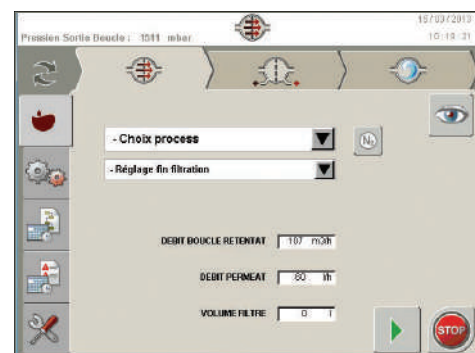 15/03/2013
Pression Sortie Boucle : 1511 mbar
10:19:31
- Choix process
N₂
- Réglage fin filtration
DEBIT BOUCLE RETENTAT 107 m3/h
DEBIT PERMEAT 80 l/h
VOLUME FILTRE 0 l
STOP